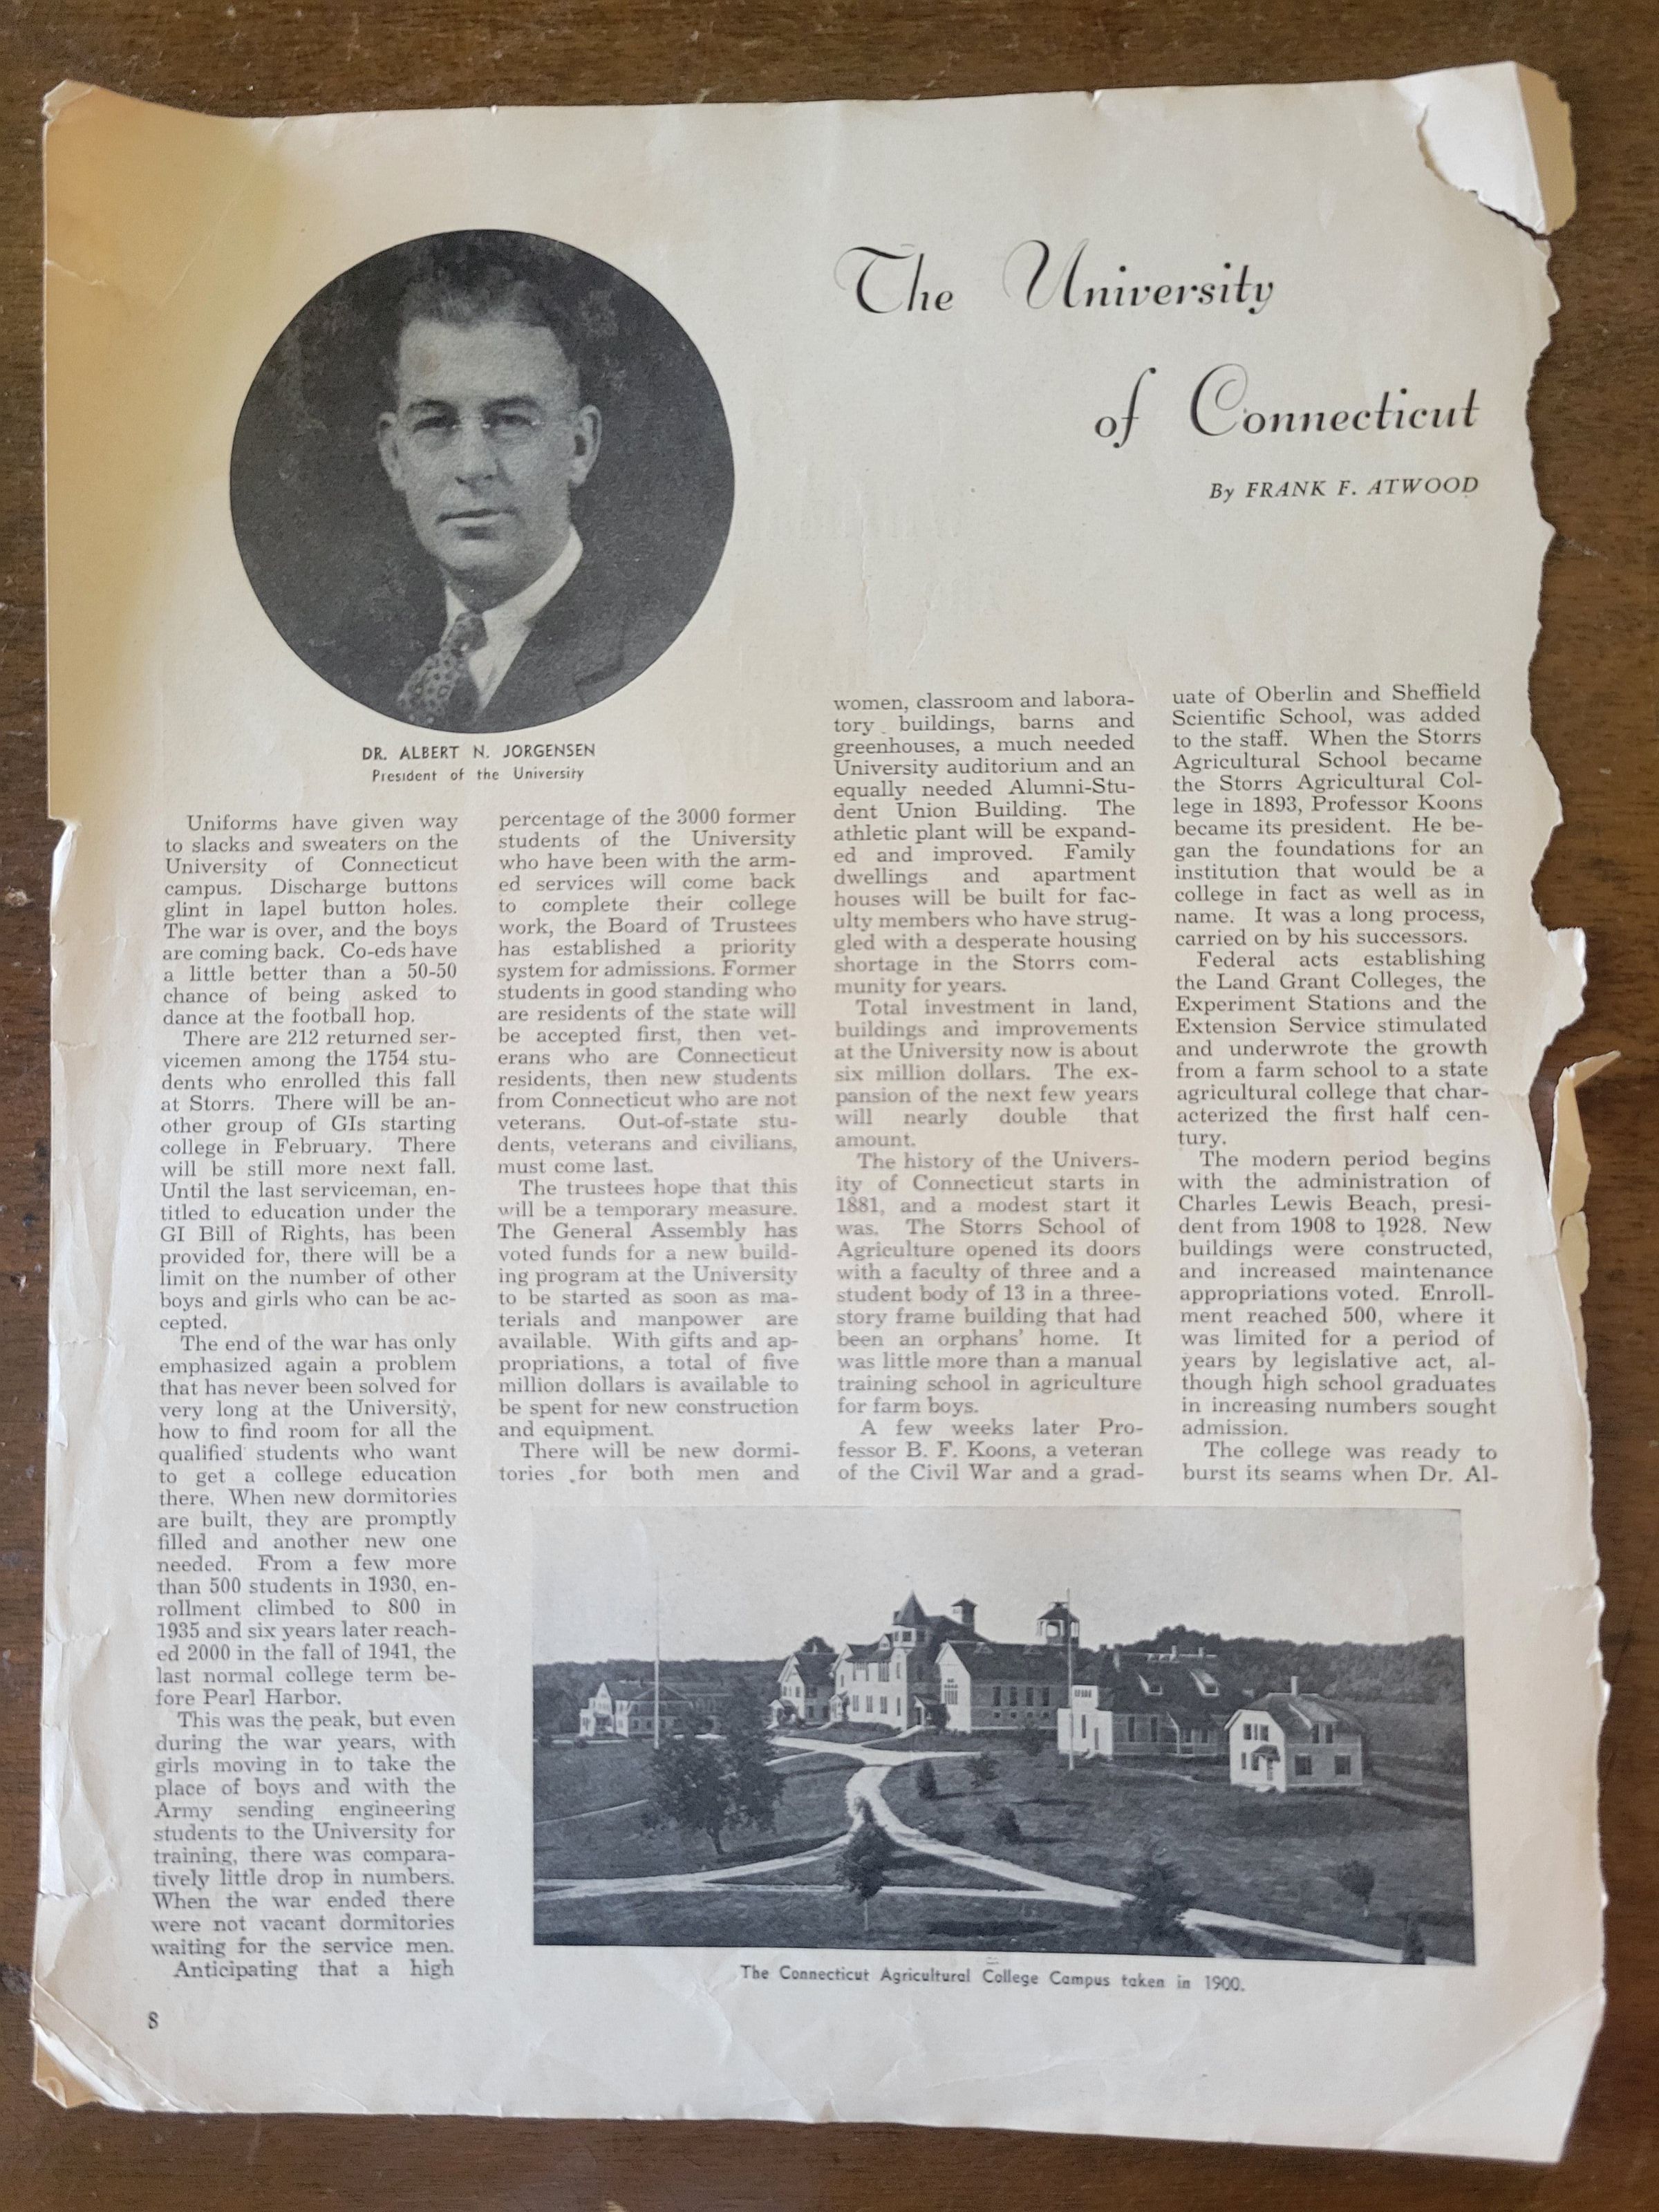 The University
of Connecticut
By FRANK F. ATWOOD
DR. ALBERT N. JORGENSEN
President of the University
Uniforms have given way
to slacks and sweaters on the
University of Connecticut
campus. Discharge buttons
glint in lapel button holes.
The war is over, and the boys
are coming back. Co-eds have
a little better than a 50-50
chance of being asked to
dance at the football hop.
There are 212 returned ser-
vicemen among the 1754 stu-
dents who enrolled this fall
at Storrs. There will be an-
other group of GIs starting
college in February. There
will be still more next fall.
Until the last serviceman, en-
titled to education under the
GI Bill of Rights, has been
provided for, there will be a
limit on the number of other
boys and girls who can be ac-
cepted.
The end of the war has only
emphasized again a problem
that has never been solved for
very long at the University,
how to find room for all the
qualified students who want
to get a college education
there. When new dormitories
are built, they are promptly
filled and another new one
needed. From a few more
than 500 students in 1930, en-
rollment climbed to 800 in
1935 and six years later reach-
ed 2000 in the fall of 1941, the
last normal college term be-
fore Pearl Harbor.
This was the peak, but even
during the war years, with
girls moving in to take the
place of boys and with the
Army sending engineering
students to the University for
training, there was compara-
tively little drop in numbers.
When the war ended there
were not vacant dormitories
waiting for the service men.
Anticipating that a high
percentage of the 3000 former
students of the University
who have been with the arm-
ed services will come back
to complete their college
work, the Board of Trustees
has established a priority
system for admissions. Former
students in good standing who
are residents of the state will
be accepted first, then vet-
erans who are Connecticut
residents, then new students
from Connecticut who are not
veterans. Out-of-state stu-
dents, veterans and civilians,
must come last.
The trustees hope that this
will be a temporary measure.
The General Assembly has
voted funds for a new build-
ing program at the University
to be started as soon as ma-
terials and manpower are
available. With gifts and ap-
propriations, a total of five
million dollars is available to
be spent for new construction
and equipment.
There will be new dormi-
tories for both men and
women, classroom and labora-
tory buildings, barns and
greenhouses, a much needed
University auditorium and an
equally needed Alumni-Stu-
dent Union Building. The
athletic plant will be expand-
ed and improved. Family
dwellings and apartment
houses will be built for fac-
ulty members who have strug-
gled with a desperate housing
shortage in the Storrs com-
munity for years.
Total investment in land,
buildings and improvements
at the University now is about
six million dollars. The ex-
pansion of the next few years
will nearly double that
amount.
The history of the Univers-
ity of Connecticut starts in
1881, and a modest start it
was. The Storrs School of
Agriculture opened its doors
with a faculty of three and a
student body of 13 in a three-
story frame building that had
been an orphans' home. It
was little more than a manual
training school in agriculture
for farm boys.
A few weeks later Pro-
fessor B. F. Koons, a veteran
of the Civil War and a grad-
uate of Oberlin and Sheffield
Scientific School, was added
to the staff. When the Storrs
Agricultural School became
the Storrs Agricultural Col-
lege in 1893, Professor Koons
became its president. He be-
gan the foundations for an
institution that would be a
college in fact as well as in
name. It was a long process,
carried on by his successors.
Federal acts establishing
the Land Grant Colleges, the
Experiment Stations and the
Extension Service stimulated
and underwrote the growth
from a farm school to a state
agricultural college that char-
acterized the first half cen-
tury.
The modern period begins
with the administration of
Charles Lewis Beach, presi-
dent from 1908 to 1928. New
buildings were constructed,
and increased maintenance
appropriations voted. Enroll-
ment reached 500, where it
was limited for a period of
years by legislative act, al-
though high school graduates
in increasing numbers sought
admission.
The college was ready to
burst its seams when Dr. Al-
The Connecticut Agricultural College Campus taken in 1900.
8